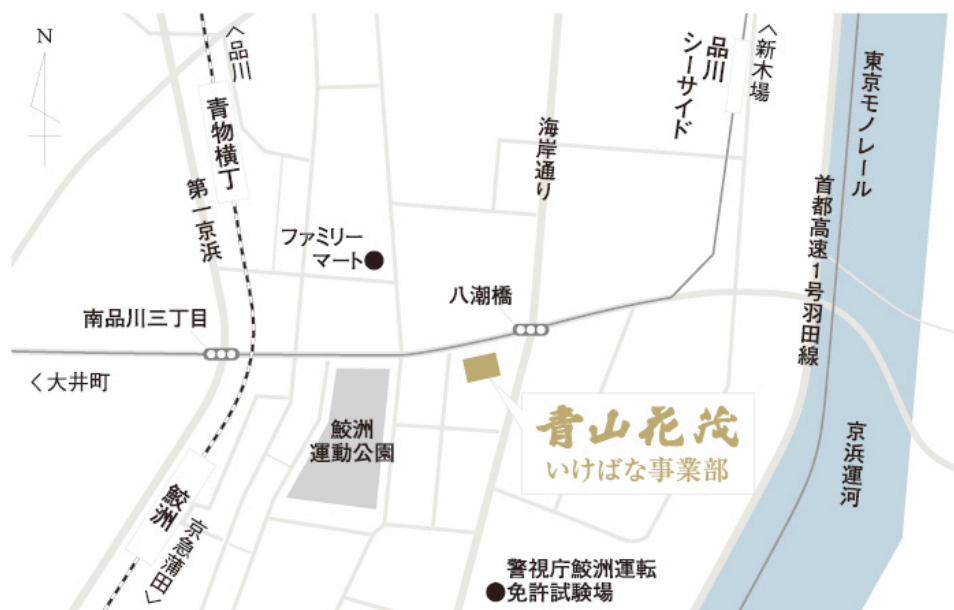 N
〈品川
青物横丁
第一京浜
品川
シーサイド
〈新木場
東京モノレール
海岸通り
首都高速1号羽田線
ファミリー
マート
八潮橋
南品川三丁目
〈大井町
鮫洲
運動公園
青山花茂
いけばな事業部
京浜運河
鮫洲
京急蒲田〉
警視庁鮫洲運転
免許試験場